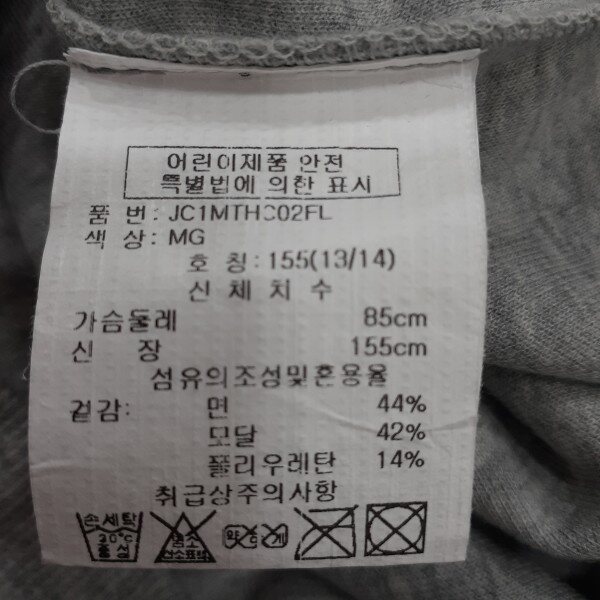 어린이제품 안전
특별법에 의한 표시
품 번: JC1MTHC02FL
색 상: MG
호 칭: 155(13/14)
신 체 치 수
가슴둘레 85cm
신 장 155cm
섬유의조성및혼용율
겉감: 면 44%
모달 42%
폴리우레탄 14%
취급상주의사항
손세탁
30℃
중성
염소
산소표백
약하게